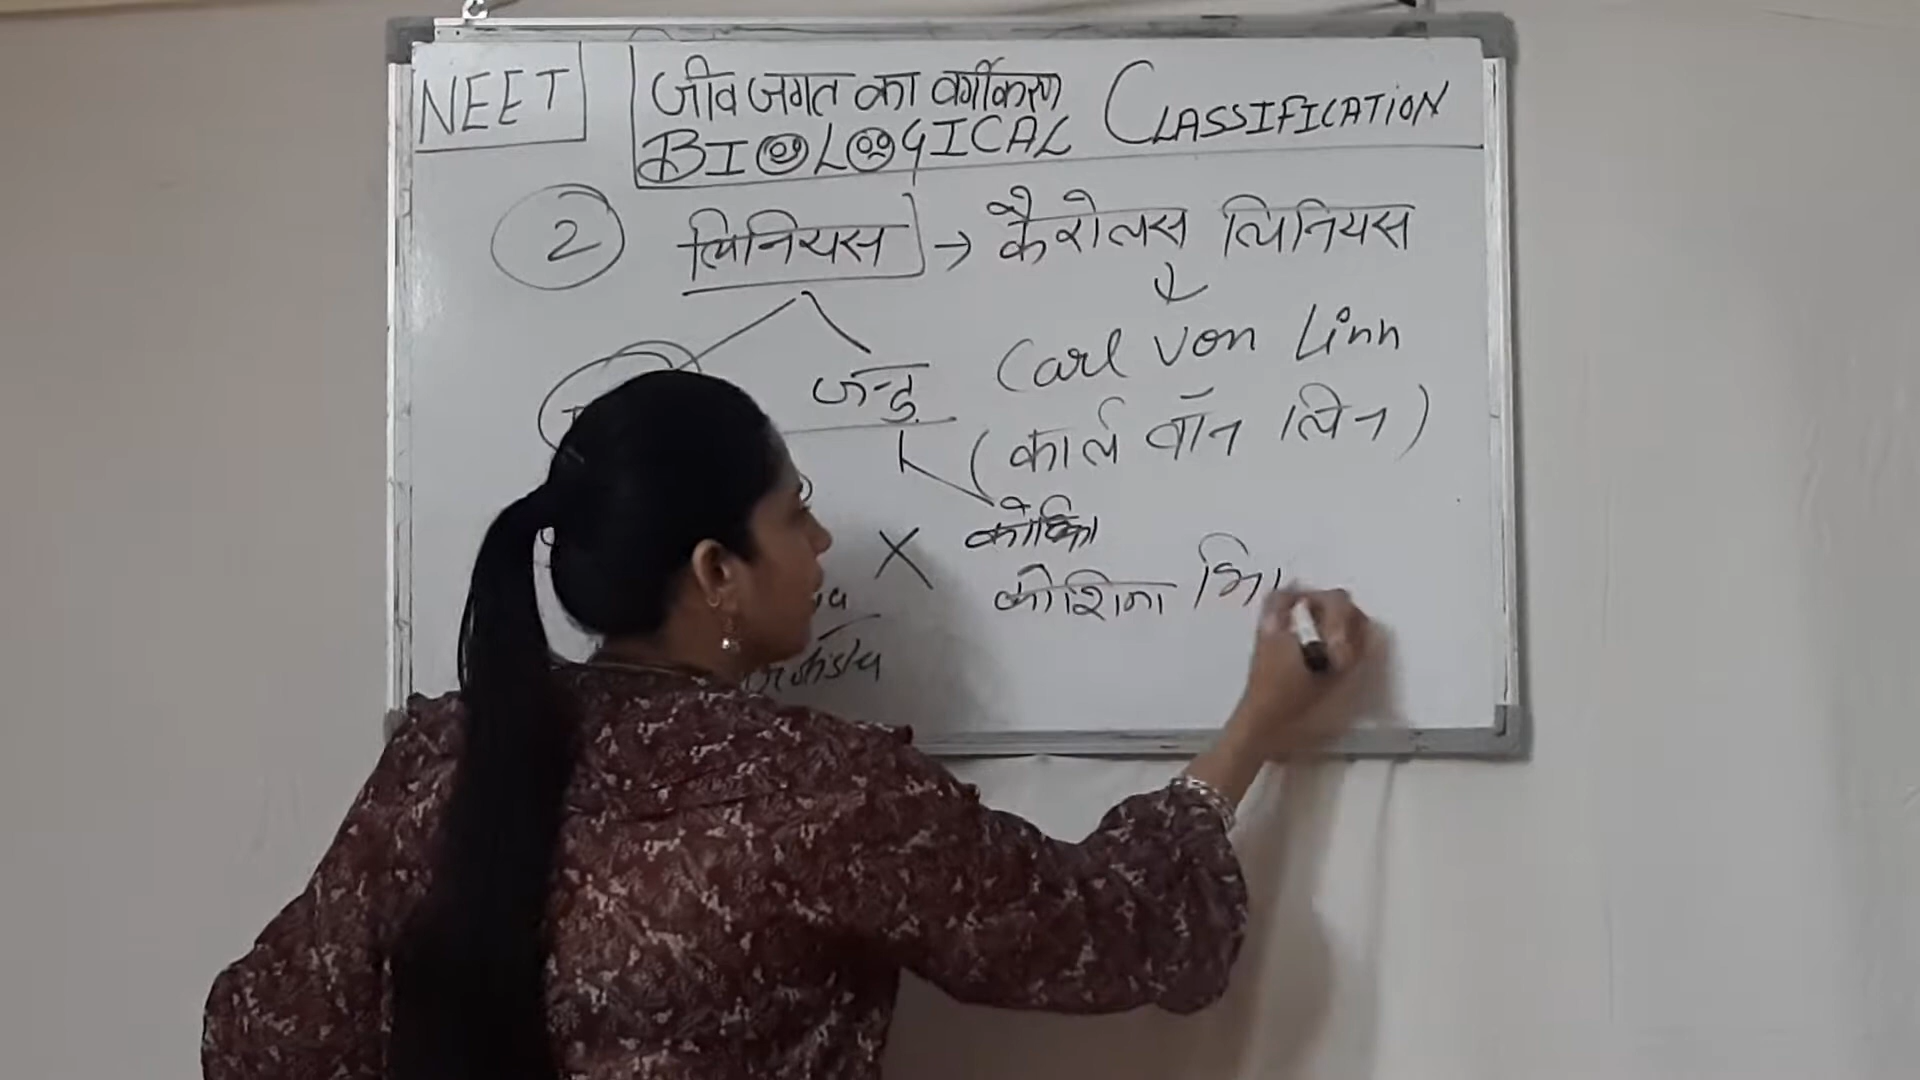 NEET
जीव जगत का वर्गीकरण
BIOLOGICAL CLASSIFICATION
2 लिनियस → कैरोलस लिनियस
जन्तु Carl Von Linn
(कार्ल वॉन लिन)
कोशिका